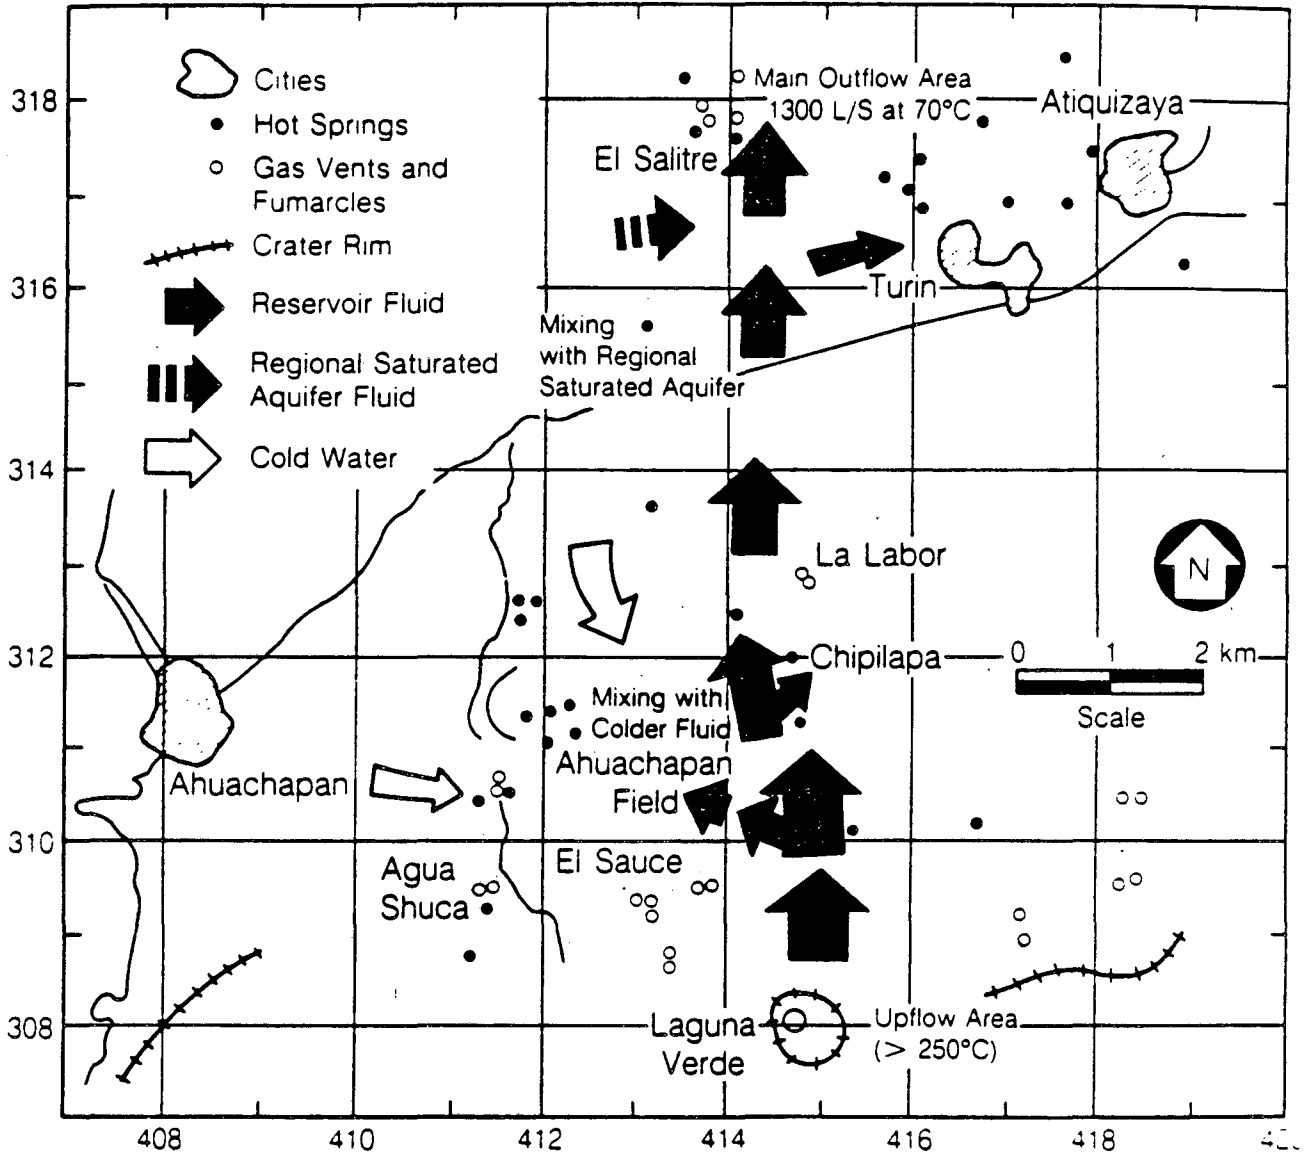 Cities
Hot Springs
Gas Vents and
Fumarcles
Crater Rim
Reservoir Fluid
Regional Saturated
Aquifer Fluid
Cold Water
Main Outflow Area
1300 L/S at 70°C
Atiquizaya
El Salitre
Turin
Mixing
with Regional
Saturated Aquifer
La Labor
N
Chipilapa
0 1 2 km
Scale
Mixing with
Colder Fluid
Ahuachapan
Ahuachapan
Field
El Sauce
Agua
Shuca
Laguna
Verde
Upflow Area
(> 250°C)
318
316
314
312
310
308
408 410 412 414 416 418